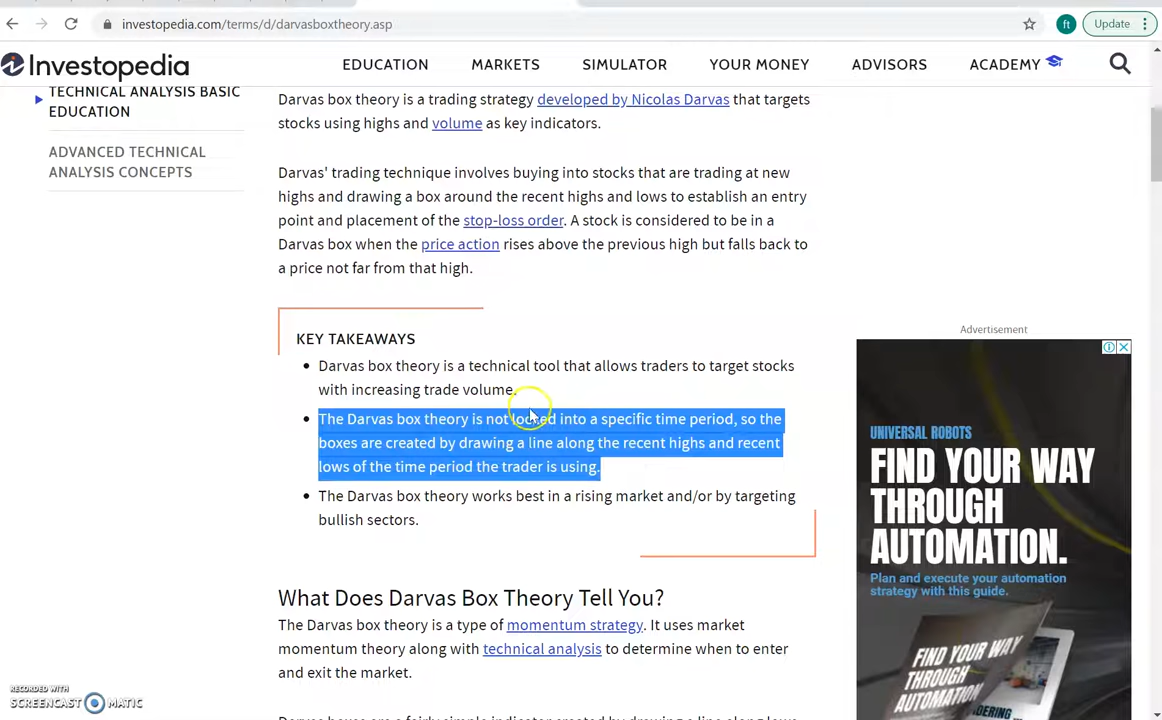 investopedia.com/terms/d/darvasboxtheory.asp
ft
Update
Investopedia
EDUCATION
MARKETS
SIMULATOR
YOUR MONEY
ADVISORS
ACADEMY
TECHNICAL ANALYSIS BASIC
EDUCATION
ADVANCED TECHNICAL
ANALYSIS CONCEPTS
Darvas box theory is a trading strategy developed by Nicolas Darvas that targets
stocks using highs and volume as key indicators.
Darvas' trading technique involves buying into stocks that are trading at new
highs and drawing a box around the recent highs and lows to establish an entry
point and placement of the stop-loss order. A stock is considered to be in a
Darvas box when the price action rises above the previous high but falls back to
a price not far from that high.
KEY TAKEAWAYS
Darvas box theory is a technical tool that allows traders to target stocks
with increasing trade volume.
The Darvas box theory is not locked into a specific time period, so the
boxes are created by drawing a line along the recent highs and recent
lows of the time period the trader is using.
The Darvas box theory works best in a rising market and/or by targeting
bullish sectors.
What Does Darvas Box Theory Tell You?
The Darvas box theory is a type of momentum strategy. It uses market
momentum theory along with technical analysis to determine when to enter
and exit the market.
Advertisement
UNIVERSAL ROBOTS
FIND YOUR WAY
THROUGH
AUTOMATION.
Plan and execute your automation
strategy with this guide.
FIND YOUR WAY
THROUGH
AUTOMATION
RECORDED WITH
SCREENCAST MATIC